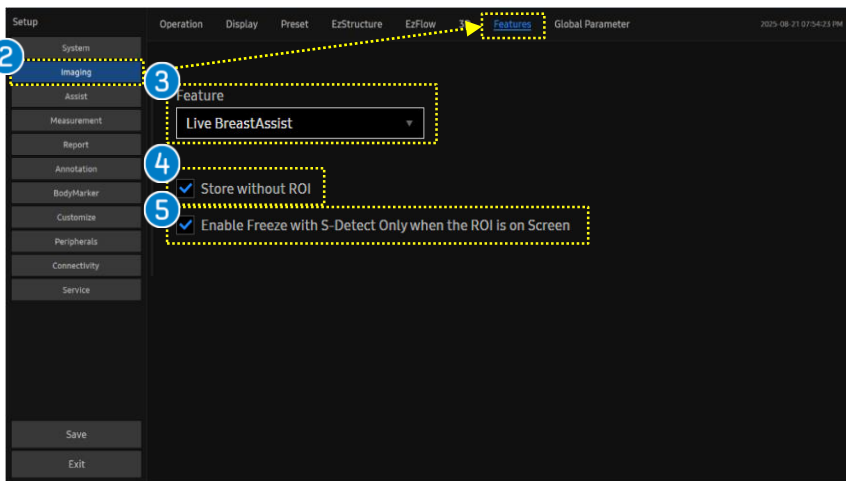 Setup
Operation Display Preset EzStructure EzFlow Features Global Parameter 2025-08-21 07:54:23 PM
System
2
Imaging
Assist
Measurement
Report
Annotation
BodyMarker
Customize
Peripherals
Connectivity
Service
Save
Exit
3
Feature
Live BreastAssist
4
Store without ROI
5
Enable Freeze with S-Detect Only when the ROI is on Screen